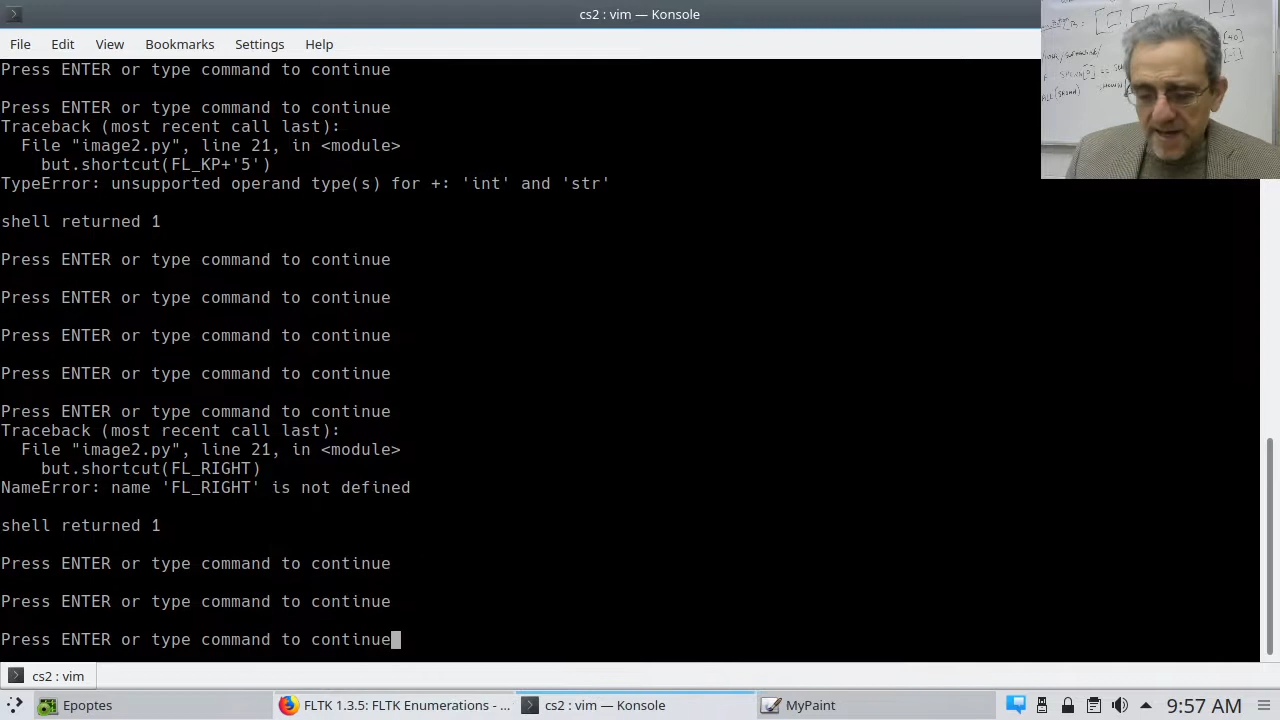 cs2 : vim — Konsole
File Edit View Bookmarks Settings Help
Press ENTER or type command to continue
Press ENTER or type command to continue
Traceback (most recent call last):
File "image2.py", line 21, in <module>
but.shortcut(FL_KP+'5')
TypeError: unsupported operand type(s) for +: 'int' and 'str'
shell returned 1
Press ENTER or type command to continue
Press ENTER or type command to continue
Press ENTER or type command to continue
Press ENTER or type command to continue
Press ENTER or type command to continue
Traceback (most recent call last):
File "image2.py", line 21, in <module>
but.shortcut(FL_RIGHT)
NameError: name 'FL_RIGHT' is not defined
shell returned 1
Press ENTER or type command to continue
Press ENTER or type command to continue
Press ENTER or type command to continue
cs2 : vim
Epoptes FLTK 1.3.5: FLTK Enumerations - ... cs2 : vim — Konsole MyPaint 9:57 AM